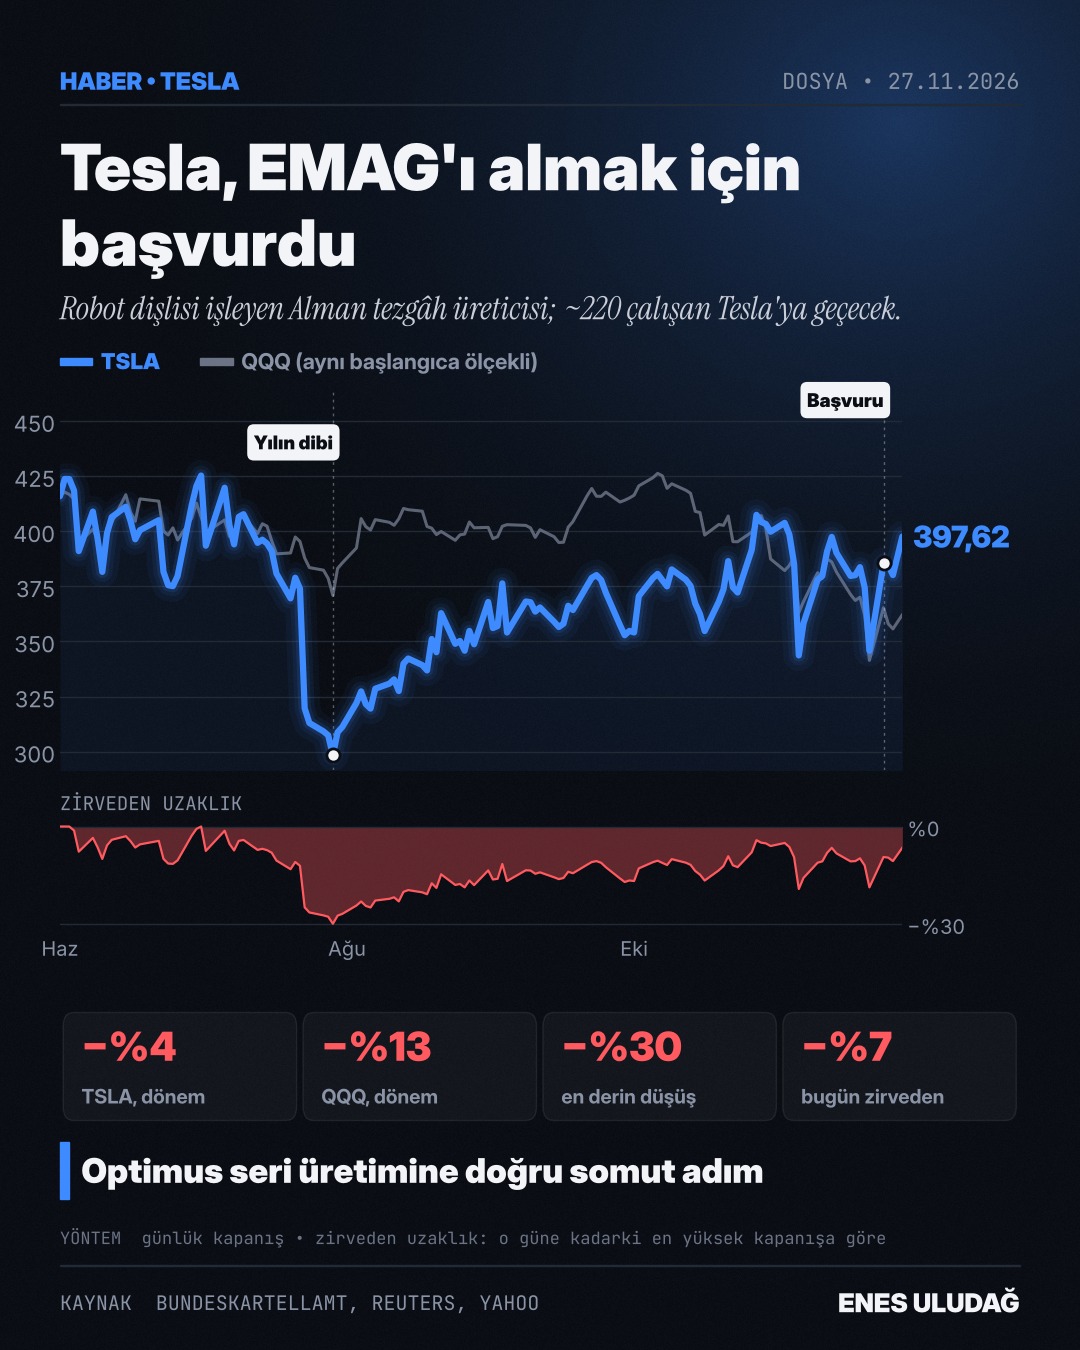 HABER • TESLA
DOSYA • 27.11.2026
Tesla, EMAG'ı almak için
başvurdu
Robot dişlisi işleyen Alman tezgâh üreticisi; ~220 çalışan Tesla'ya geçecek.
TSLA
QQQ (aynı başlangıca ölçekli)
Başvuru
Yılın dibi
450
425
400
375
350
325
300
397,62
ZİRVEDEN UZAKLIK
%0
−%30
Haz
Ağu
Eki
−%4
TSLA, dönem
−%13
QQQ, dönem
−%30
en derin düşüş
−%7
bugün zirveden
Optimus seri üretimine doğru somut adım
YÖNTEM günlük kapanış • zirveden uzaklık: o güne kadarki en yüksek kapanışa göre
KAYNAK BUNDESKARTELLAMT, REUTERS, YAHOO
ENES ULUDAĞ